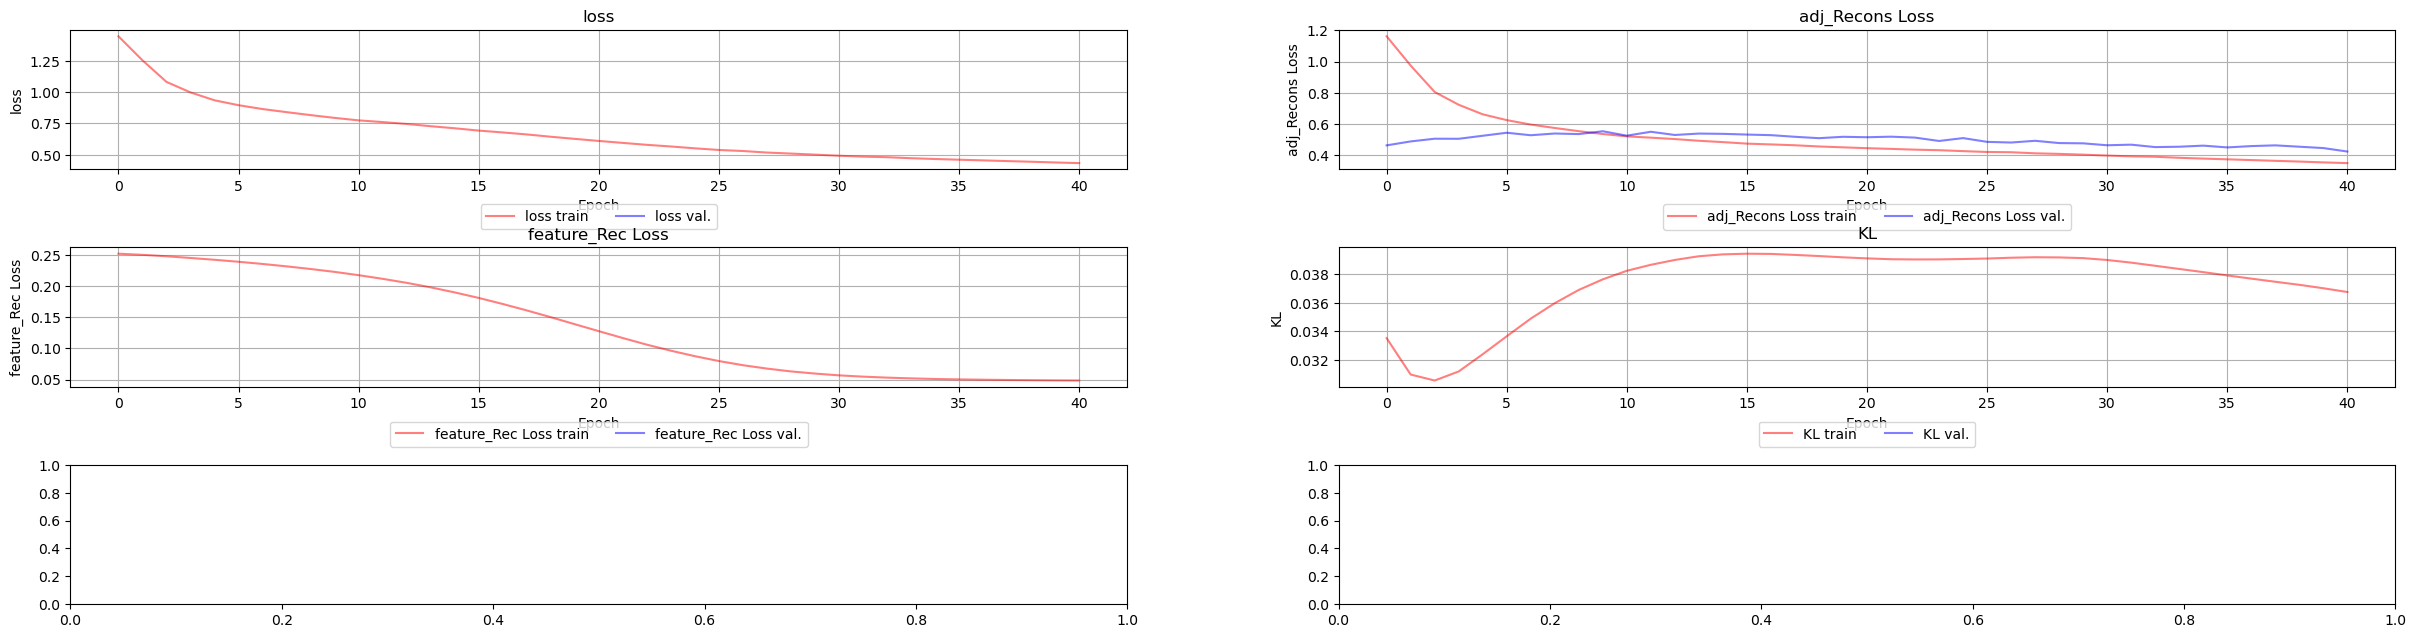 loss
loss
1.25
1.00
0.75
0.50
0 5 10 15 20 25 30 35 40
Epoch
loss train loss val.
adj_Recons Loss
adj_Recons Loss
1.2
1.0
0.8
0.6
0.4
0 5 10 15 20 25 30 35 40
Epoch
adj_Recons Loss train adj_Recons Loss val.
feature_Rec Loss
feature_Rec Loss
0.25
0.20
0.15
0.10
0.05
0 5 10 15 20 25 30 35 40
Epoch
feature_Rec Loss train feature_Rec Loss val.
KL
KL
0.038
0.036
0.034
0.032
0 5 10 15 20 25 30 35 40
Epoch
KL train KL val.
1.0
0.8
0.6
0.4
0.2
0.0
0.0 0.2 0.4 0.6 0.8 1.0
1.0
0.8
0.6
0.4
0.2
0.0
0.0 0.2 0.4 0.6 0.8 1.0